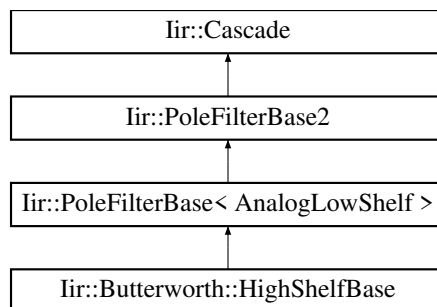 Iir::Cascade
Iir::PoleFilterBase2
Iir::PoleFilterBase< AnalogLowShelf >
Iir::Butterworth::HighShelfBase